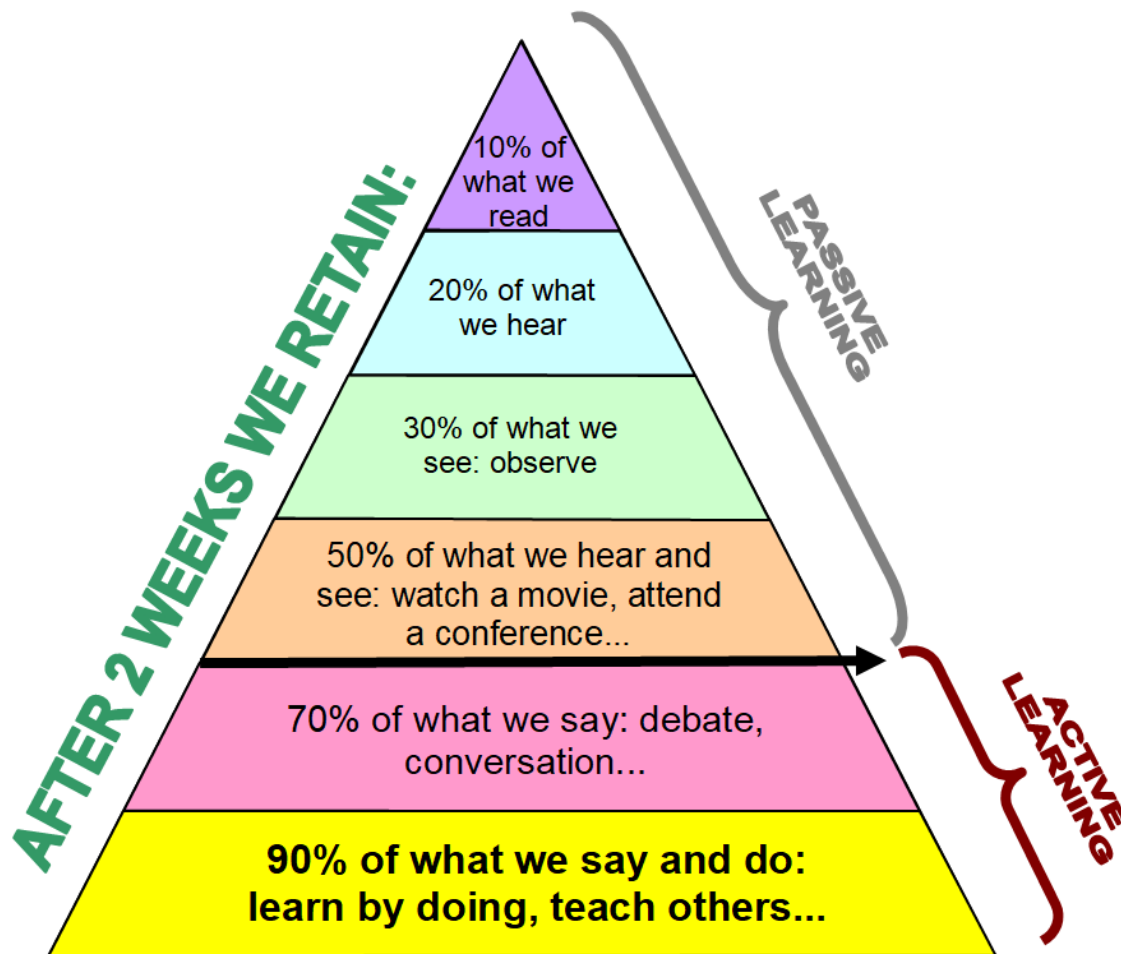 AFTER 2 WEEKS WE RETAIN:
10% of
what we
read
20% of what
we hear
30% of what we
see: observe
50% of what we hear and
see: watch a movie, attend
a conference...
70% of what we say: debate,
conversation...
90% of what we say and do:
learn by doing, teach others...
PASSIVE
LEARNING
ACTIVE
LEARNING